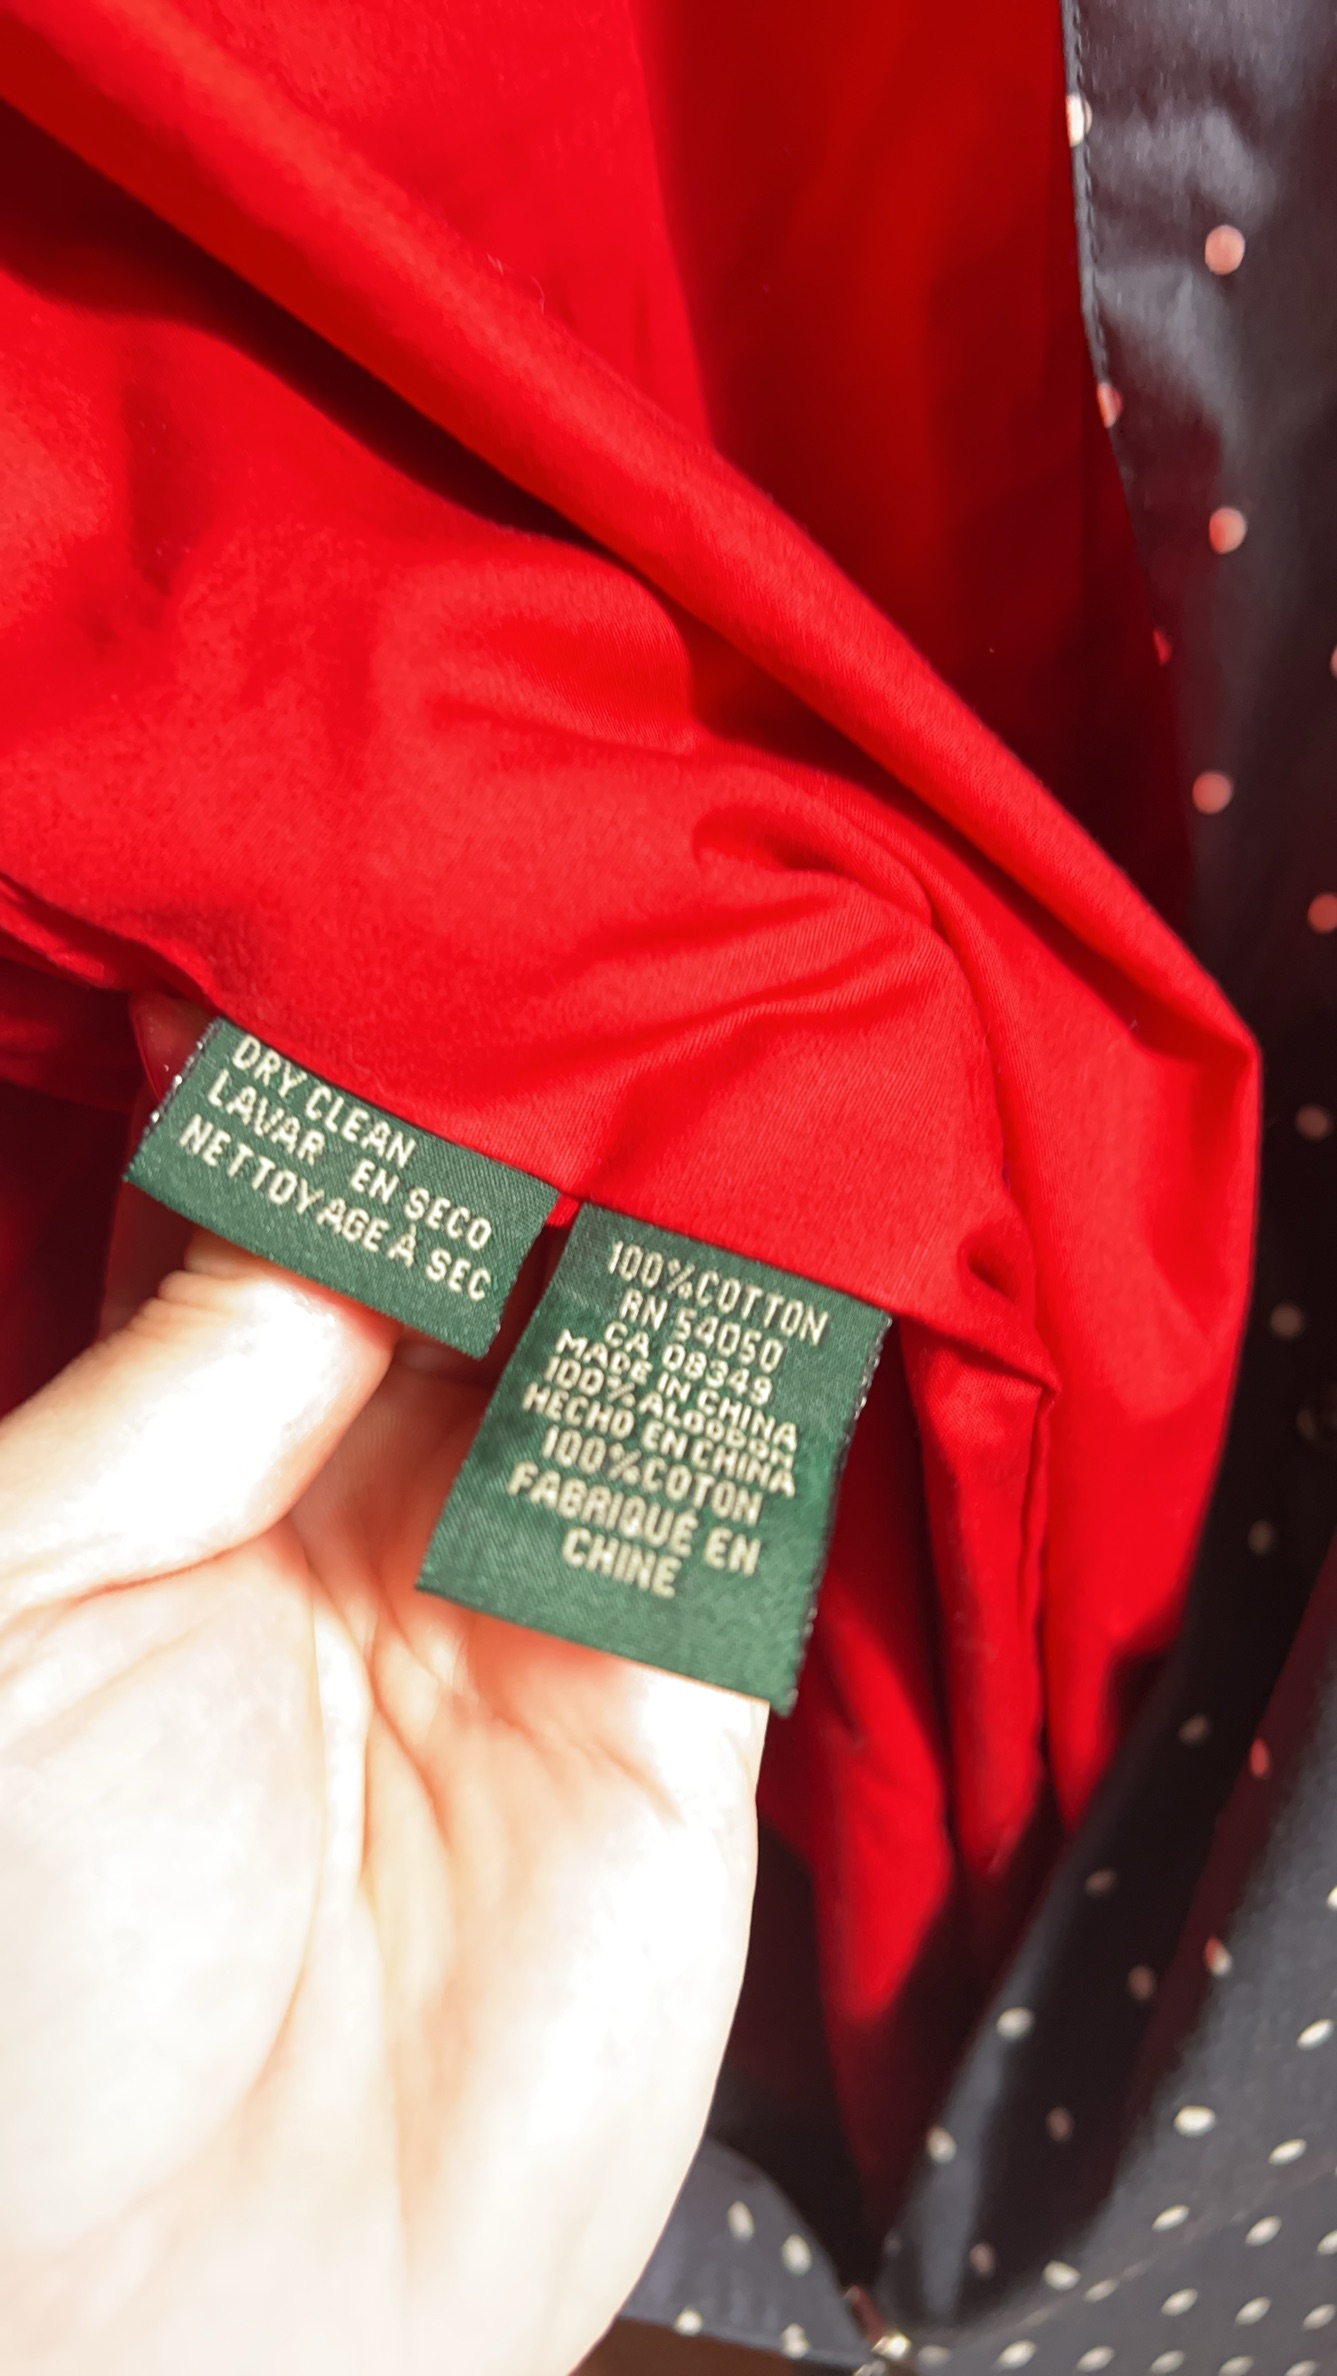 DRY CLEAN
LAVAR EN SECO
NETTOYAGE À SEC
100% COTTON
RN 54050
CA 08349
MADE IN CHINA
100% ALGODON
HECHO EN CHINA
100% COTON
FABRIQUÉ EN
CHINE